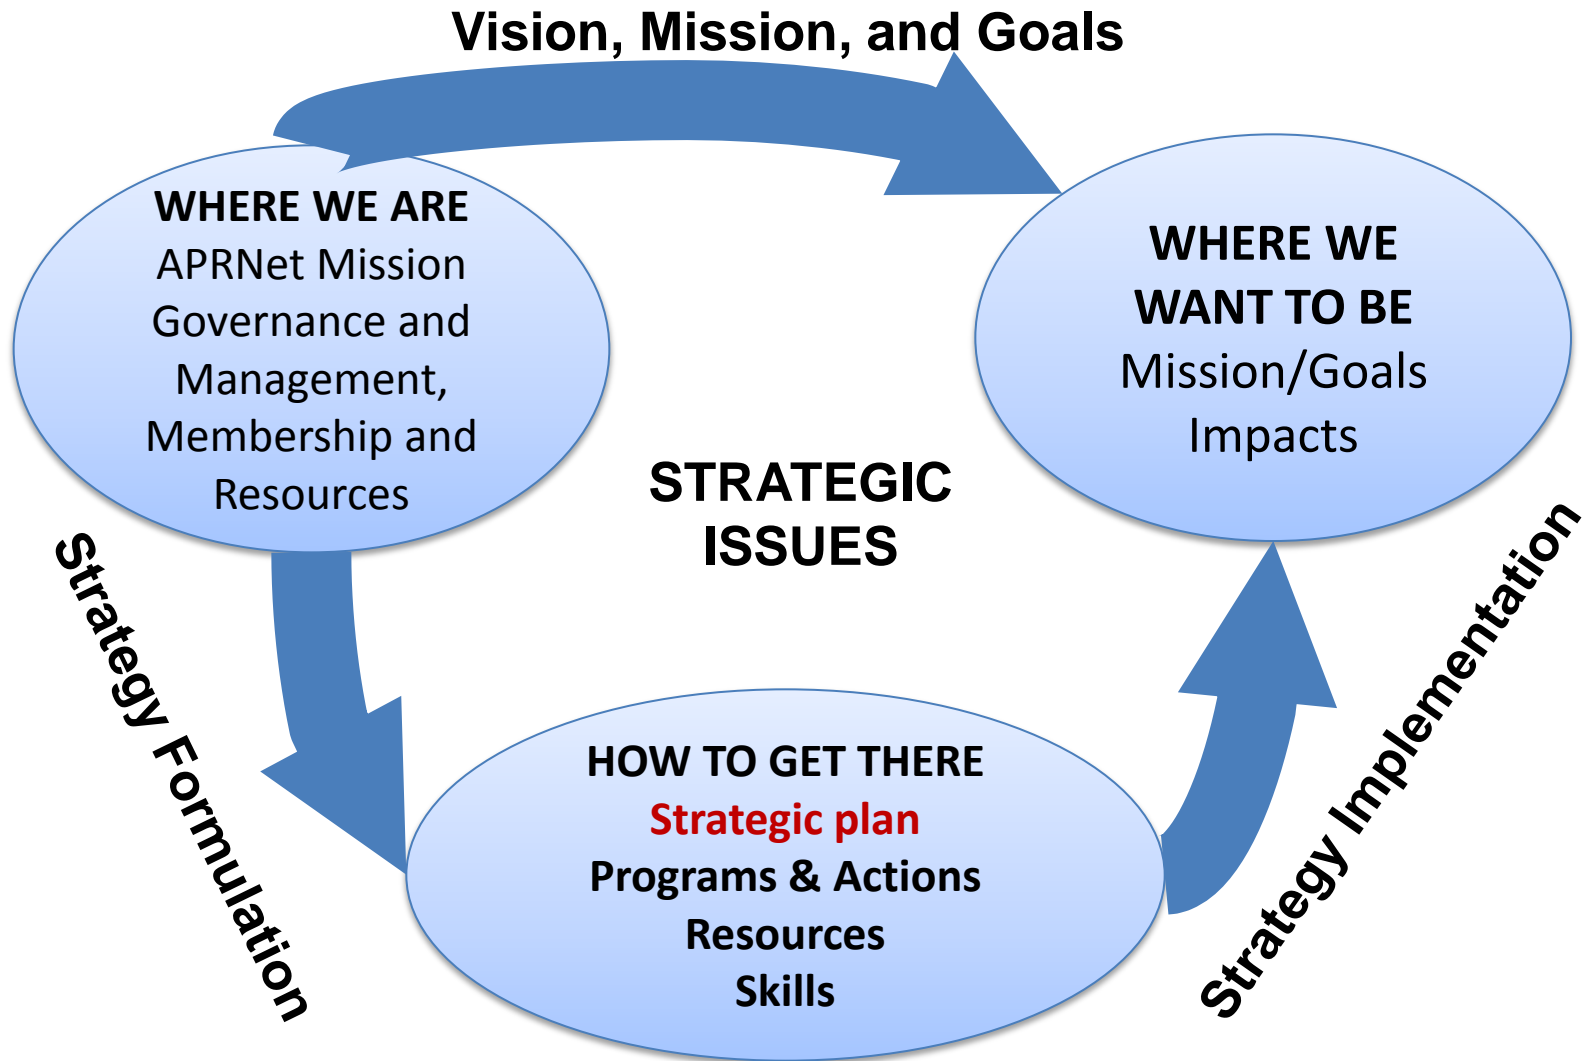 Vision, Mission, and Goals
WHERE WE ARE
APRNet Mission
Governance and
Management,
Membership and
Resources
WHERE WE
WANT TO BE
Mission/Goals
Impacts
STRATEGIC
ISSUES
Strategy Formulation
HOW TO GET THERE
Strategic plan
Programs & Actions
Resources
Skills
Strategy Implementation